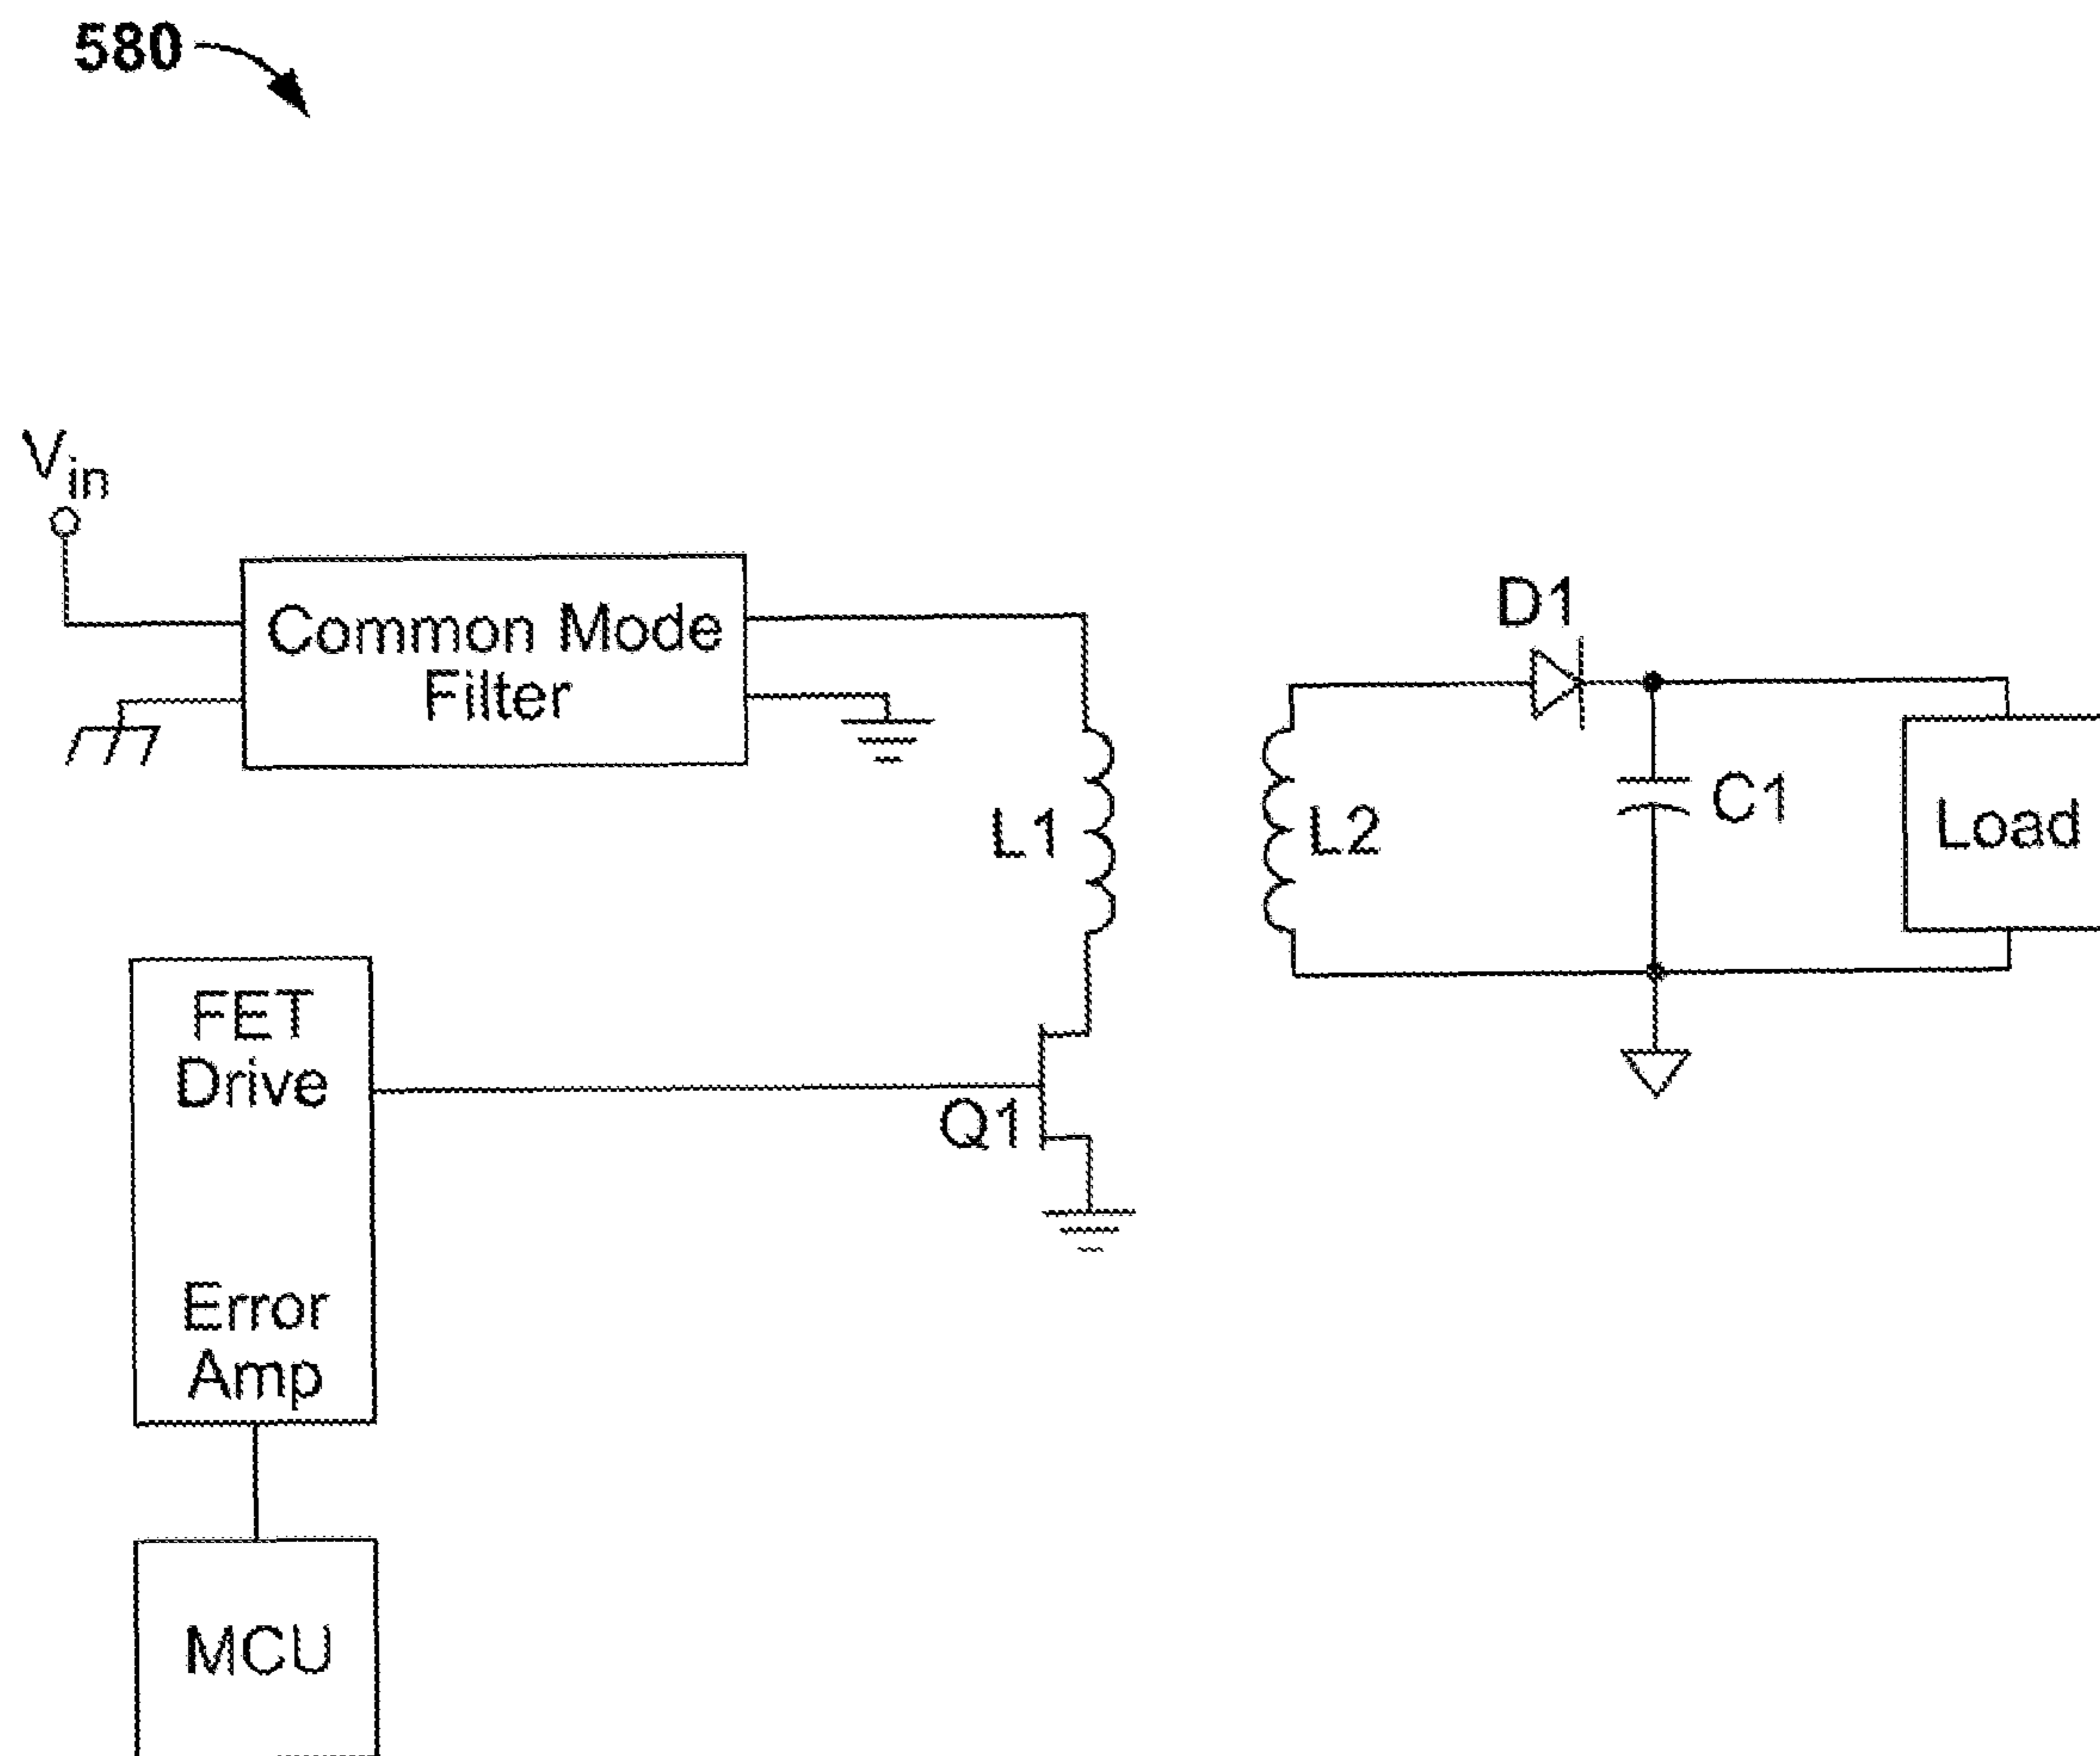 580
Vin
Common Mode
Filter
D1
L1
L2
C1
Load
FET
Drive
Q1
Error
Amp
MCU